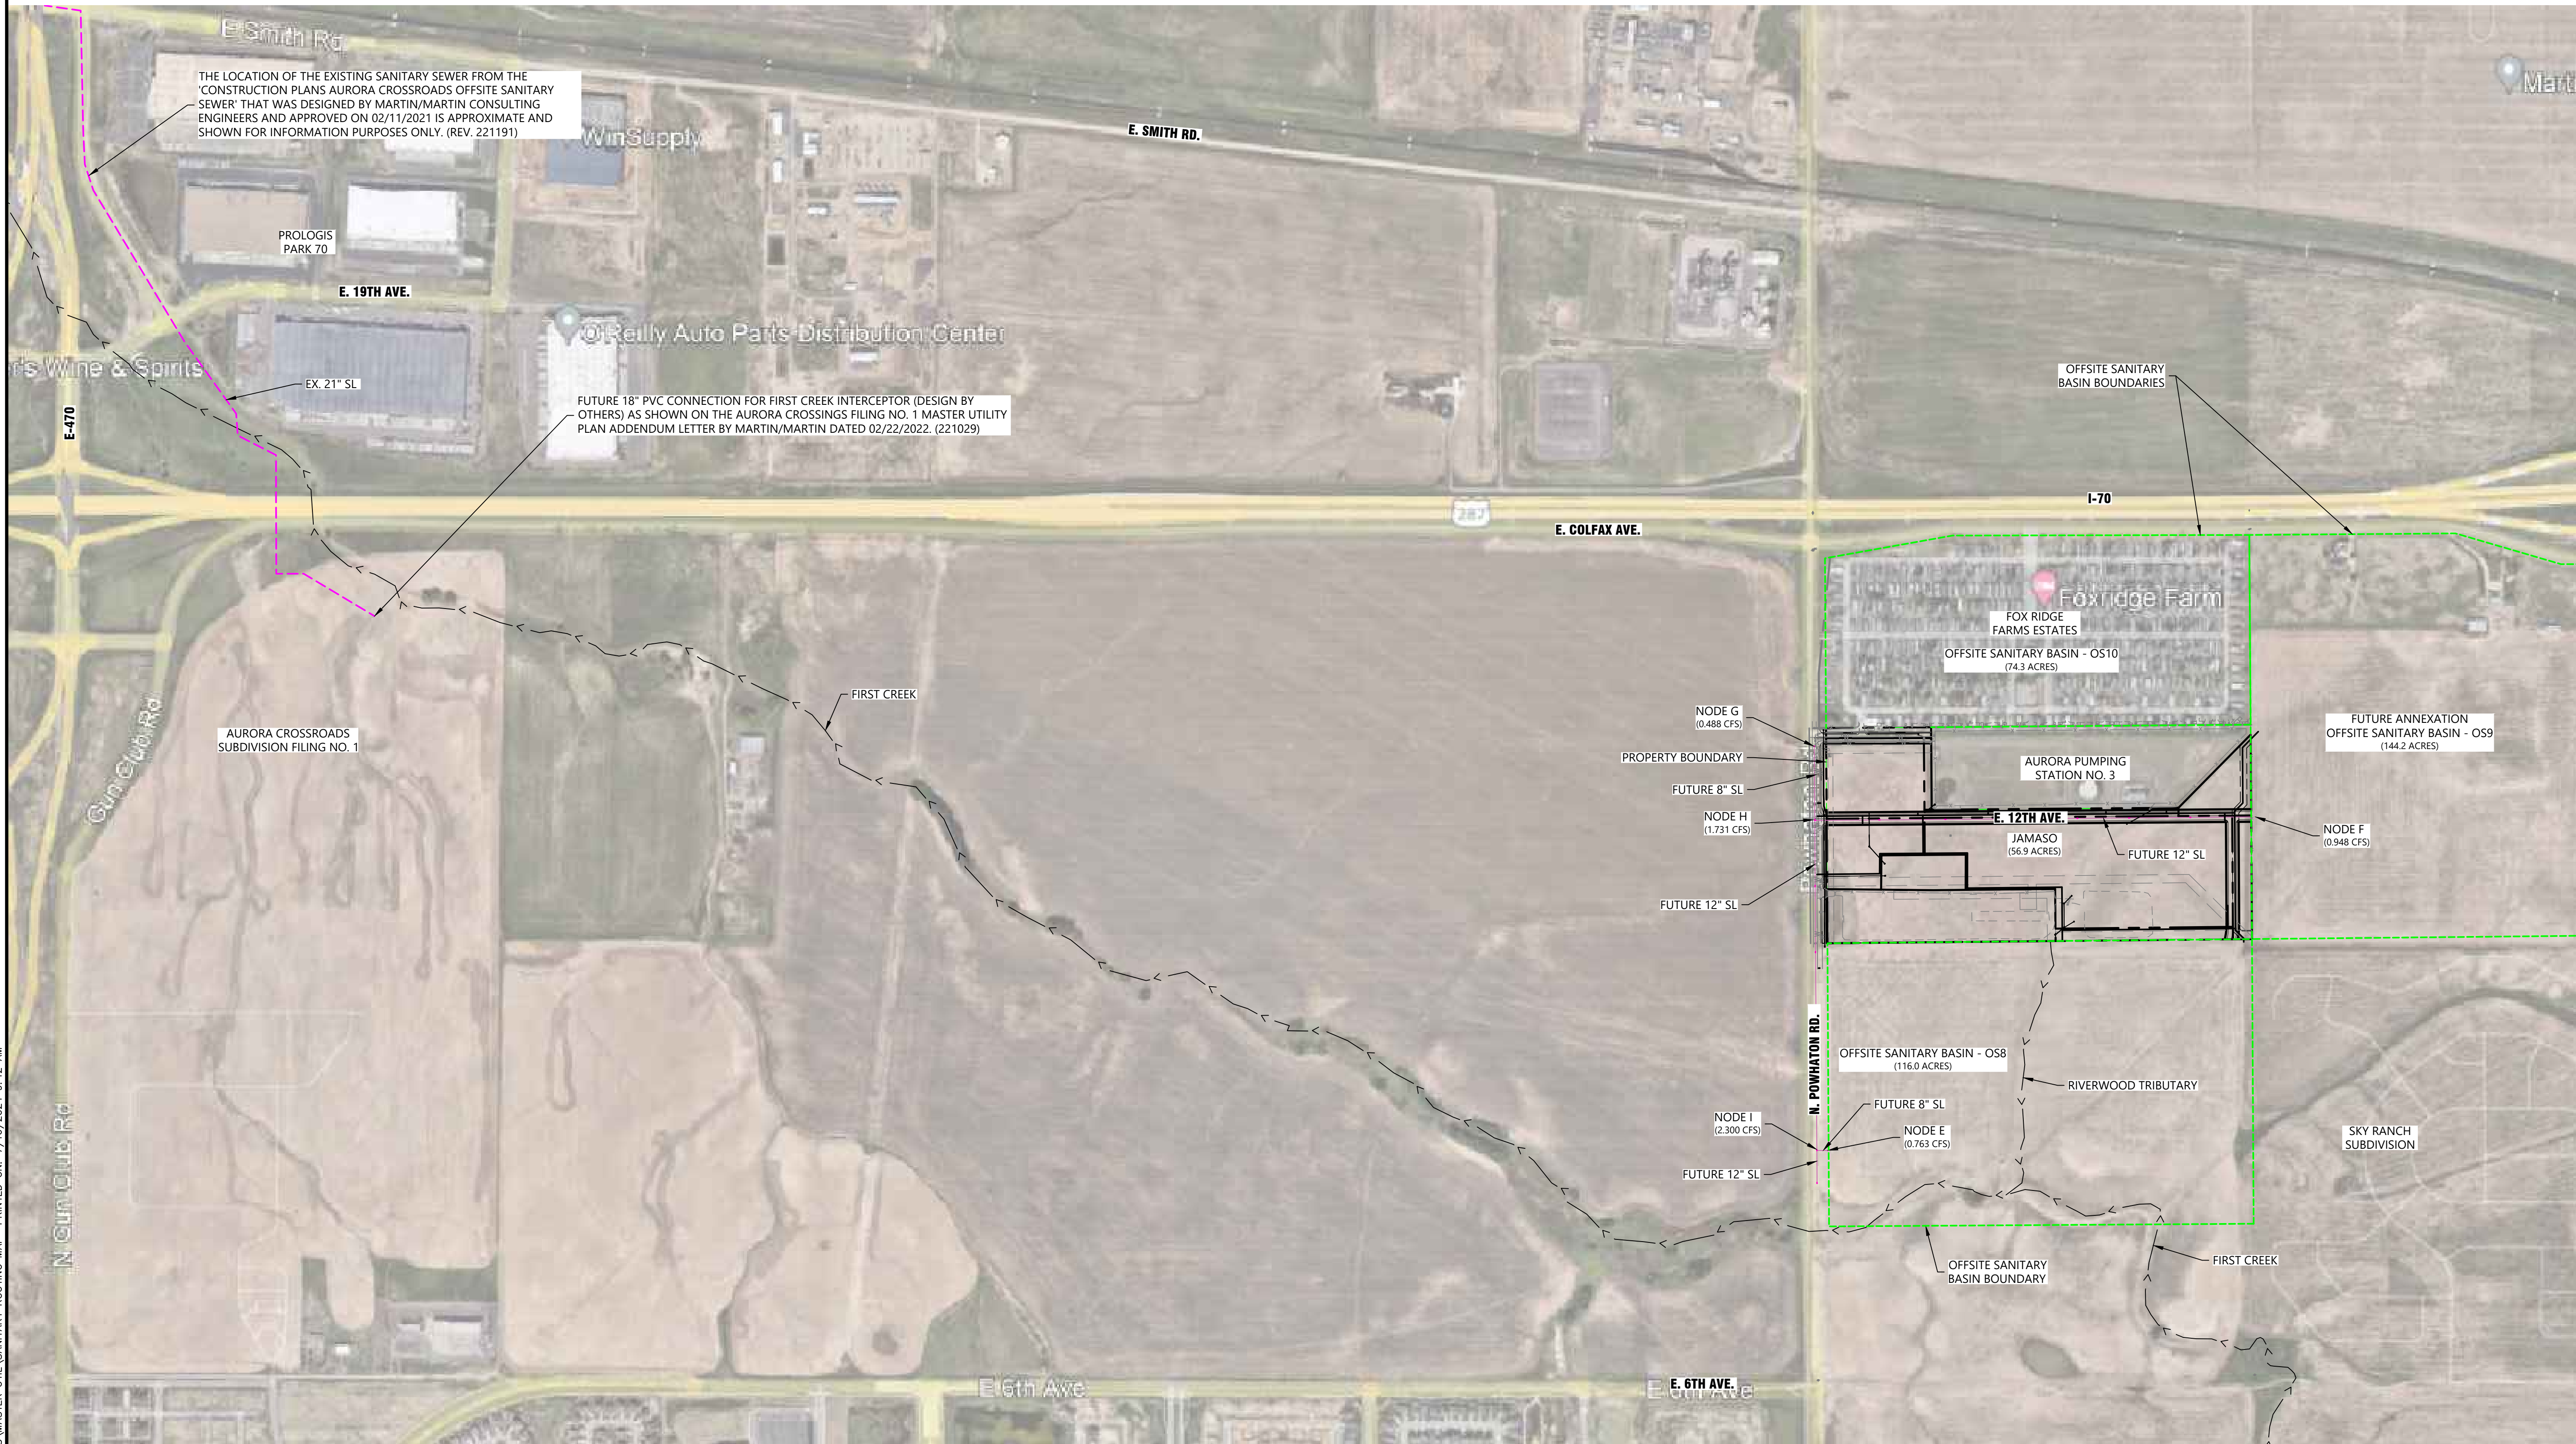 E Smith Rd
THE LOCATION OF THE EXISTING SANITARY SEWER FROM THE
'CONSTRUCTION PLANS AURORA CROSSROADS OFFSITE SANITARY
SEWER' THAT WAS DESIGNED BY MARTIN/MARTIN CONSULTING
ENGINEERS AND APPROVED ON 02/11/2021 IS APPROXIMATE AND
SHOWN FOR INFORMATION PURPOSES ONLY. (REV. 221191)
WinSupply
E. SMITH RD.
PROLOGIS
PARK 70
E. 19TH AVE.
O'Reilly Auto Parts Distribution Center
Wine & Spirits
EX. 21" SL
E-470
FUTURE 18" PVC CONNECTION FOR FIRST CREEK INTERCEPTOR (DESIGN BY
OTHERS) AS SHOWN ON THE AURORA CROSSINGS FILING NO. 1 MASTER UTILITY
PLAN ADDENDUM LETTER BY MARTIN/MARTIN DATED 02/22/2022. (221029)
OFFSITE SANITARY
BASIN BOUNDARIES
I-70
287
E. COLFAX AVE.
Foxridge Farm
FOX RIDGE
FARMS ESTATES
OFFSITE SANITARY BASIN - OS10
(74.3 ACRES)
FIRST CREEK
AURORA CROSSROADS
SUBDIVISION FILING NO. 1
Gun Club Rd
NODE G
(0.488 CFS)
PROPERTY BOUNDARY
FUTURE 8" SL
NODE H
(1.731 CFS)
FUTURE 12" SL
AURORA PUMPING
STATION NO. 3
E. 12TH AVE.
JAMASO
(56.9 ACRES)
FUTURE 12" SL
FUTURE ANNEXATION
OFFSITE SANITARY BASIN - OS9
(144.2 ACRES)
NODE F
(0.948 CFS)
N. POWHATON RD.
OFFSITE SANITARY BASIN - OS8
(116.0 ACRES)
RIVERWOOD TRIBUTARY
FUTURE 8" SL
NODE I
(2.300 CFS)
NODE E
(0.763 CFS)
FUTURE 12" SL
SKY RANCH
SUBDIVISION
OFFSITE SANITARY
BASIN BOUNDARY
FIRST CREEK
N Gun Club Rd
E 6th Ave
E. 6TH AVE.